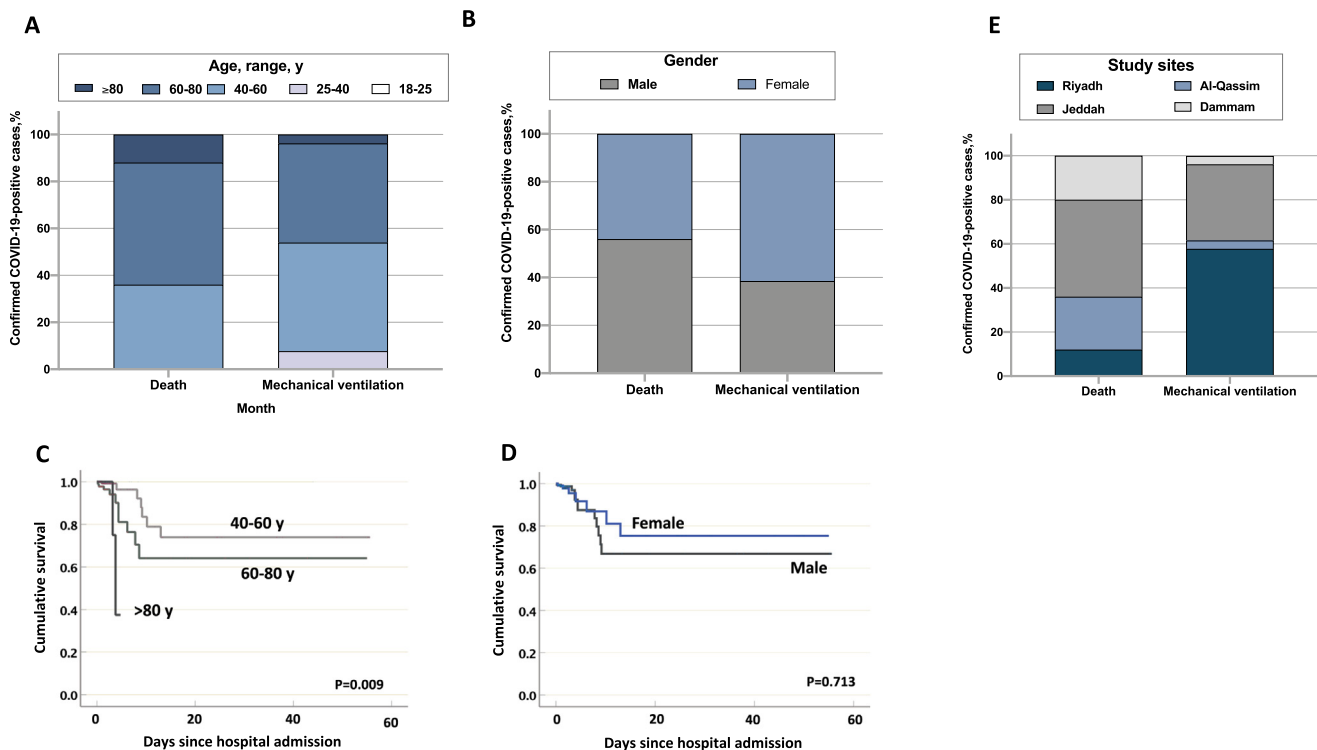 A
Age, range, y
≥80 60-80 40-60 25-40 18-25
Confirmed COVID-19-positive cases,%
100
80
60
40
20
0
Death Mechanical ventilation
Month
B
Gender
Male Female
Confirmed COVID-19-positive cases,%
100
80
60
40
20
0
Death Mechanical ventilation
E
Study sites
Riyadh Al-Qassim
Jeddah Dammam
Confirmed COVID-19-positive cases,%
100
80
60
40
20
0
Death Mechanical ventilation
C
Cumulative survival
1.0
0.8
0.6
0.4
0.2
0.0
40-60 y
60-80 y
>80 y
P=0.009
0 20 40 60
Days since hospital admission
D
Cumulative survival
1.0
0.8
0.6
0.4
0.2
0.0
Female
Male
P=0.713
0 20 40 60
Days since hospital admission